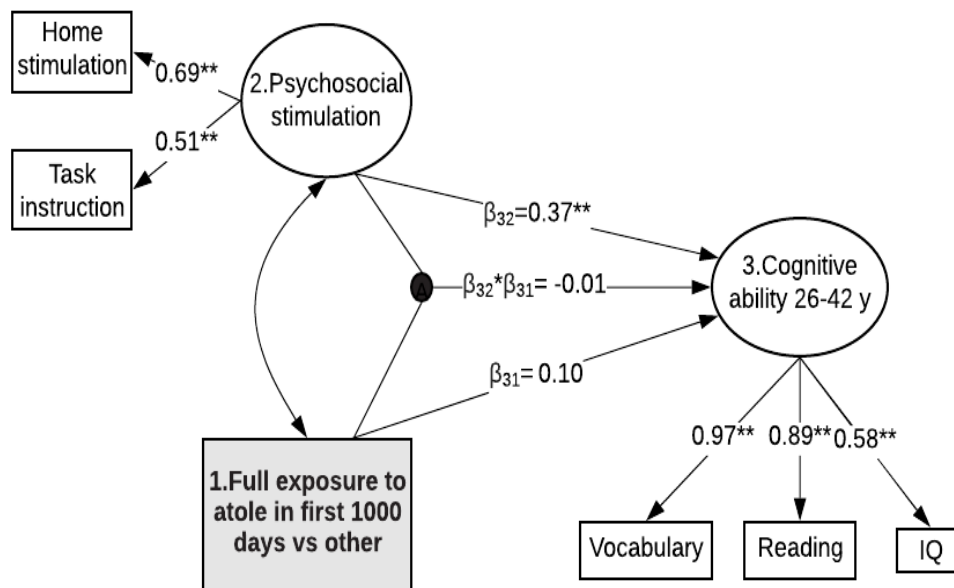 Home
stimulation
0.69**
2.Psychosocial
stimulation
0.51**
Task
instruction
β₃₂=0.37**
3.Cognitive
ability 26-42 y
β₃₂*β₃₁= -0.01
β₃₁= 0.10
0.97**
0.89**
0.58**
1.Full exposure to
atole in first 1000
days vs other
Vocabulary
Reading
IQ